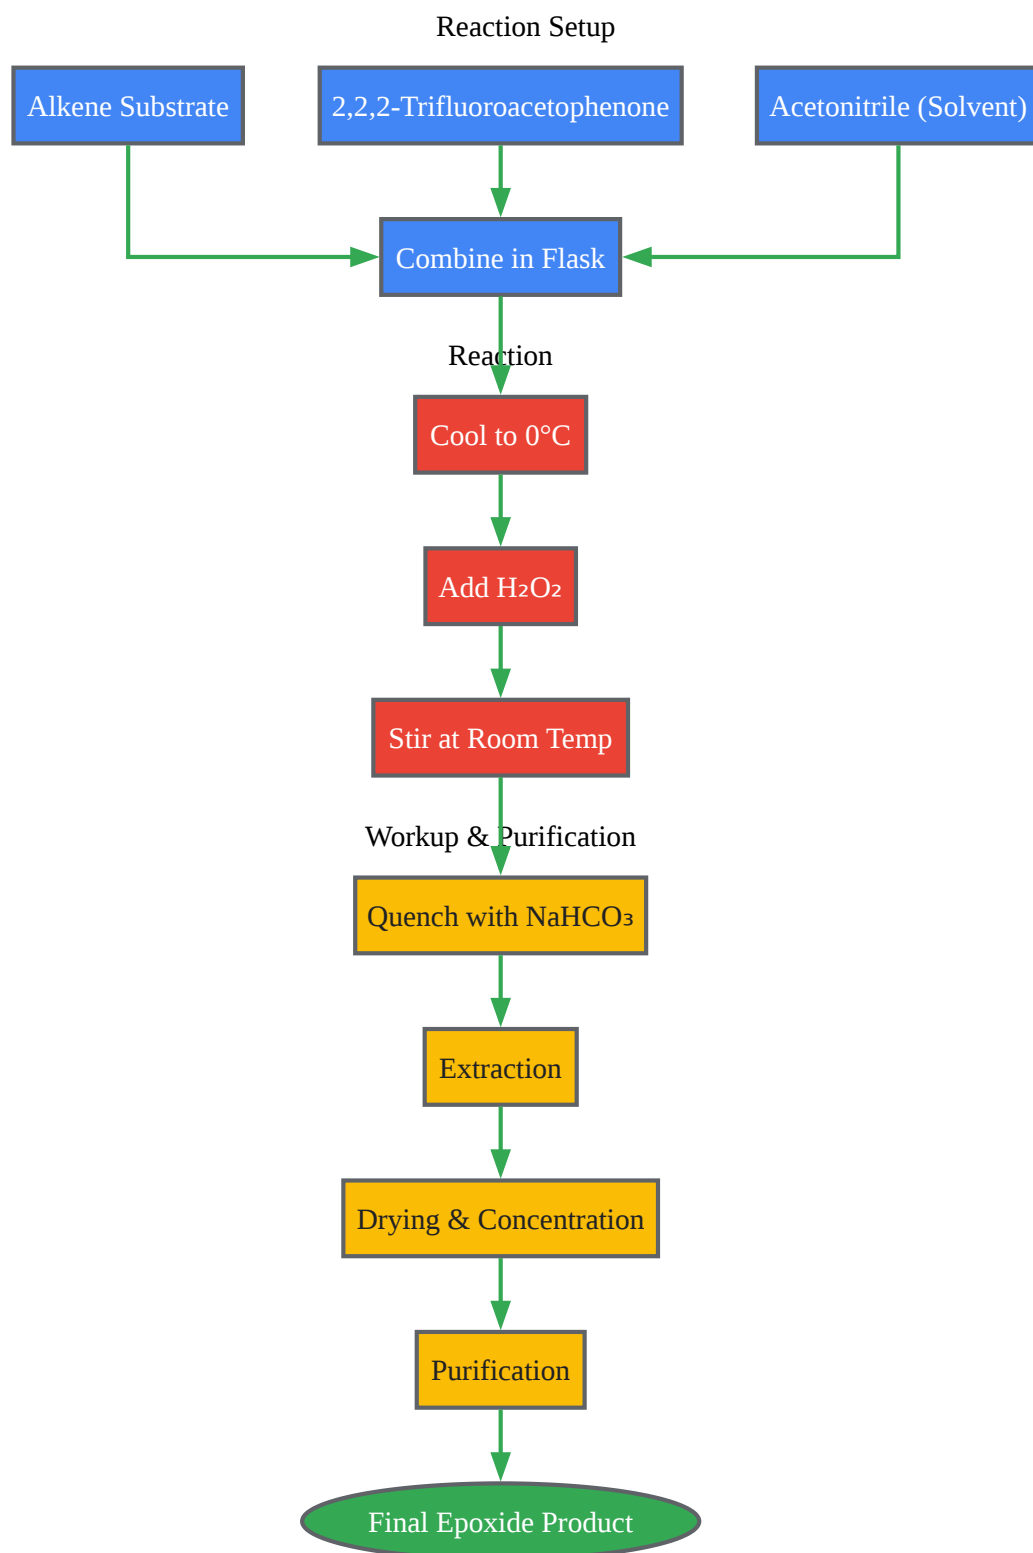 Reaction Setup
Alkene Substrate
2,2,2-Trifluoroacetophenone
Acetonitrile (Solvent)
Combine in Flask
Reaction
Cool to 0°C
Add H₂O₂
Stir at Room Temp
Workup & Purification
Quench with NaHCO₃
Extraction
Drying & Concentration
Purification
Final Epoxide Product